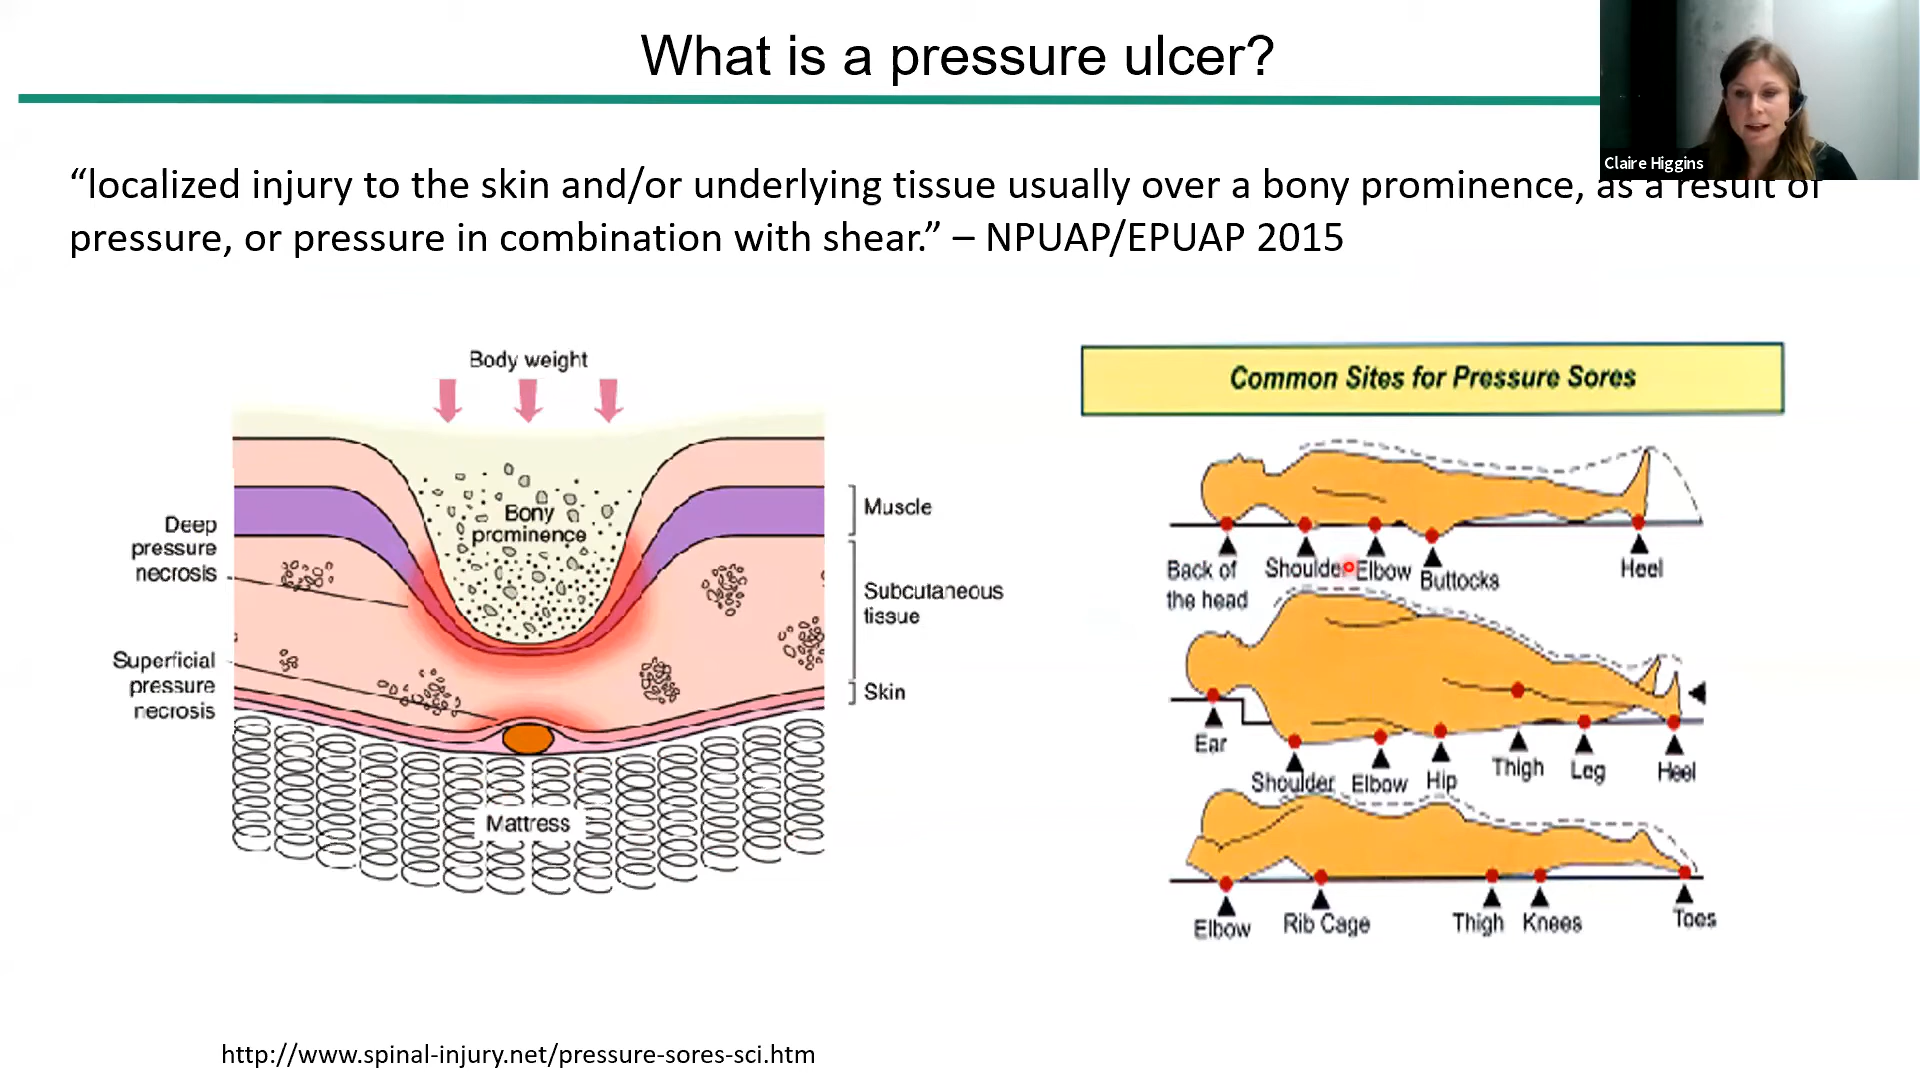 What is a pressure ulcer?
Claire Higgins
“localized injury to the skin and/or underlying tissue usually over a bony prominence, as a result of
pressure, or pressure in combination with shear.” – NPUAP/EPUAP 2015
Body weight
Bony
prominence
Deep
pressure
necrosis
Superficial
pressure
necrosis
Muscle
Subcutaneous
tissue
Skin
Mattress
Common Sites for Pressure Sores
Back of
the head
Shoulder Elbow Buttocks Heel
Ear Shoulder Elbow Hip Thigh Leg Heel
Elbow Rib Cage Thigh Knees Toes
http://www.spinal-injury.net/pressure-sores-sci.htm